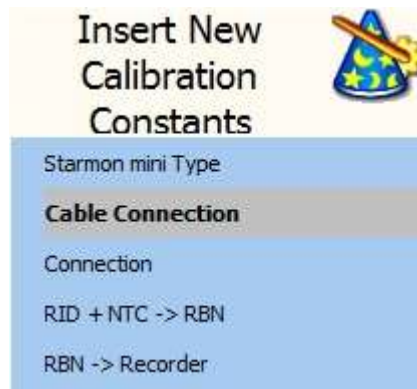 Insert New
Calibration
Constants
Starmon mini Type
Cable Connection
Connection
RID + NTC -> RBN
RBN -> Recorder